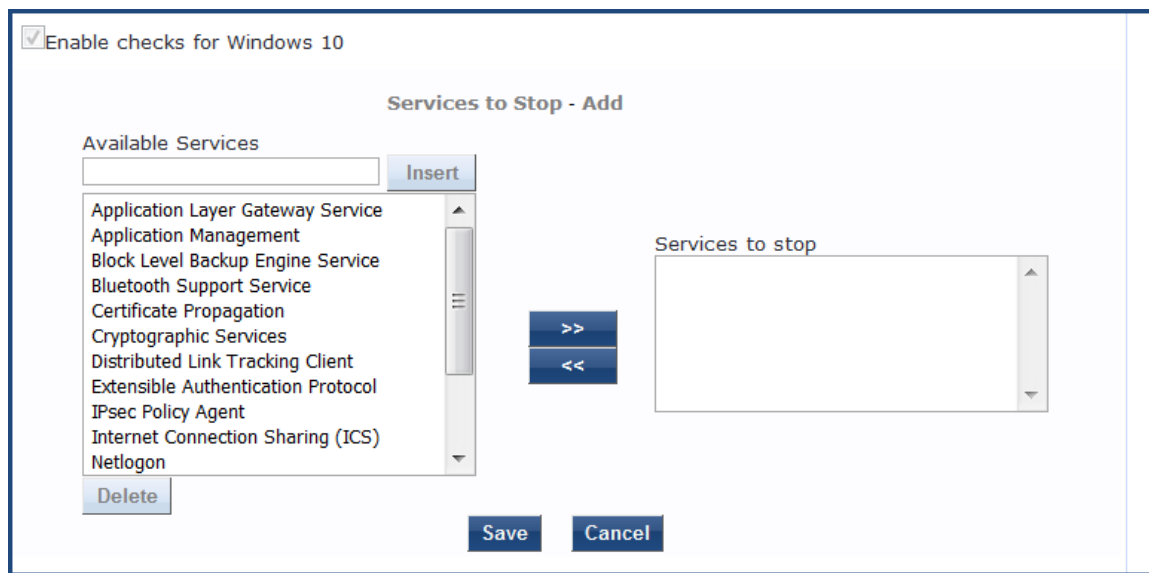 Enable checks for Windows 10
Services to Stop - Add
Available Services
Insert
Application Layer Gateway Service
Application Management
Block Level Backup Engine Service
Bluetooth Support Service
Certificate Propagation
Cryptographic Services
Distributed Link Tracking Client
Extensible Authentication Protocol
IPsec Policy Agent
Internet Connection Sharing (ICS)
Netlogon
Delete
>>
<<
Services to stop
Save
Cancel